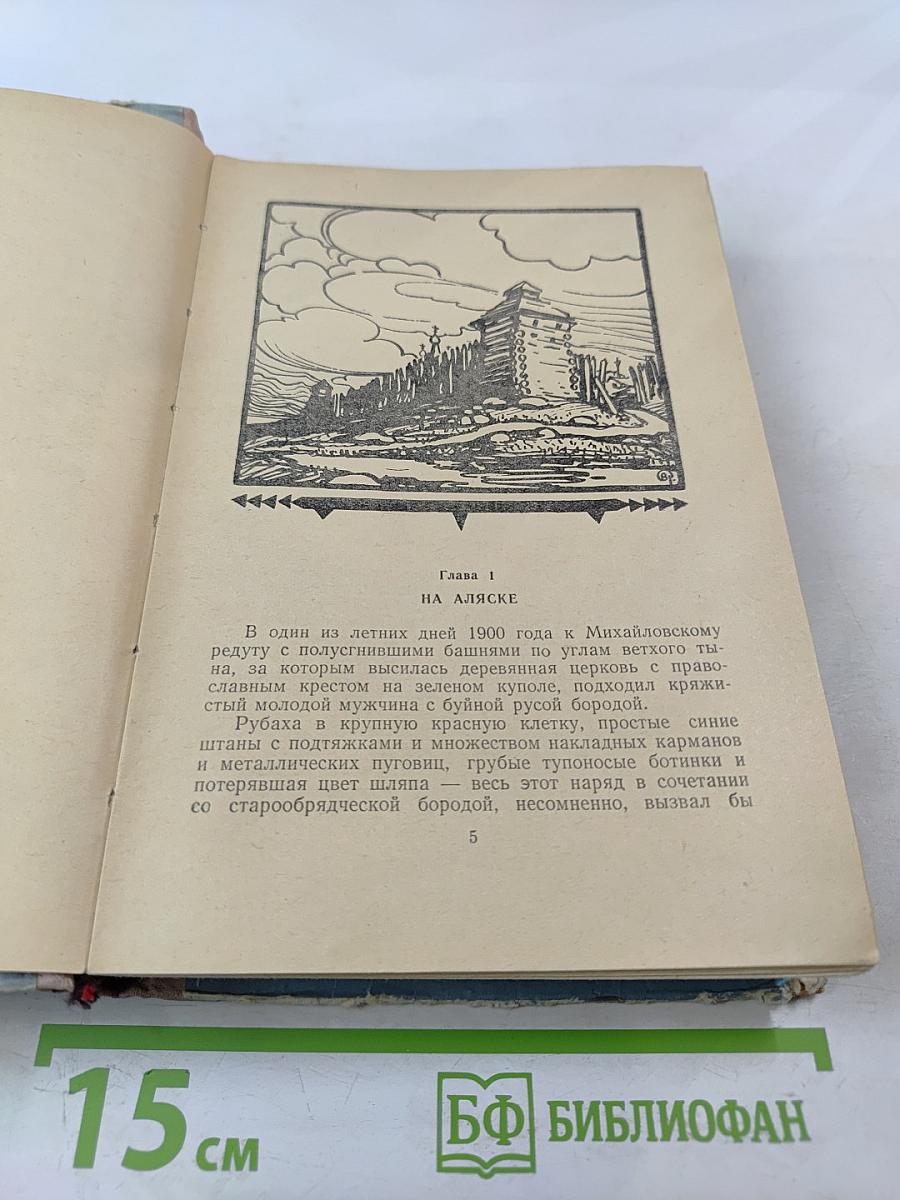 Глава 1
НА АЛЯСКЕ
В один из летних дней 1900 года к Михайловскому
редуту с полусгнившими башнями по углам ветхого ты-
на, за которым высилась деревянная церковь с право-
славным крестом на зеленом куполе, подходил кряжи-
стый молодой мужчина с буйной русой бородой.
Рубаха в крупную красную клетку, простые синие
штаны с подтяжками и множеством накладных карманов
и металлических пуговиц, грубые тупоносые ботинки и
потерявшая цвет шляпа — весь этот наряд в сочетании
со старообрядческой бородой, несомненно, вызвал бы
5
15 см
БФ БИБЛИОФАН